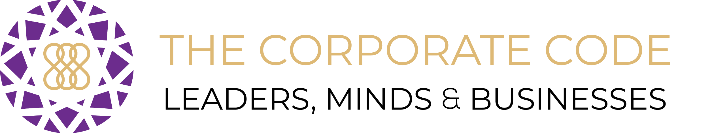 THE CORPORATE CODE
LEADERS, MINDS & BUSINESSES